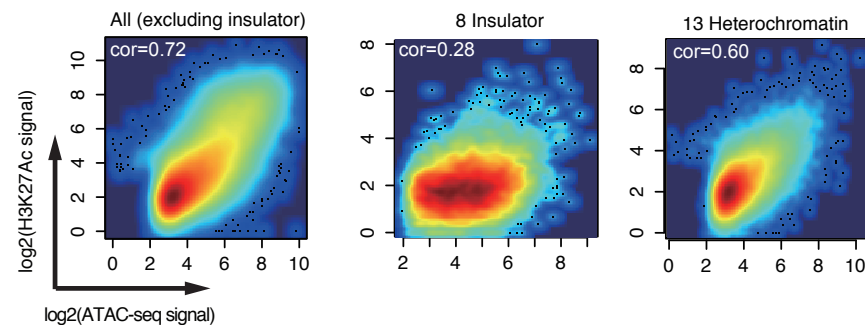 All (excluding insulator)
8 Insulator
13 Heterochromatin
cor=0.72
cor=0.28
cor=0.60
log2(H3K27Ac signal)
10
8
6
4
2
0
0 2 4 6 8 10
8
6
4
2
0
2 4 6 8
8
6
4
2
0
0 2 4 6 8 10
log2(ATAC-seq signal)